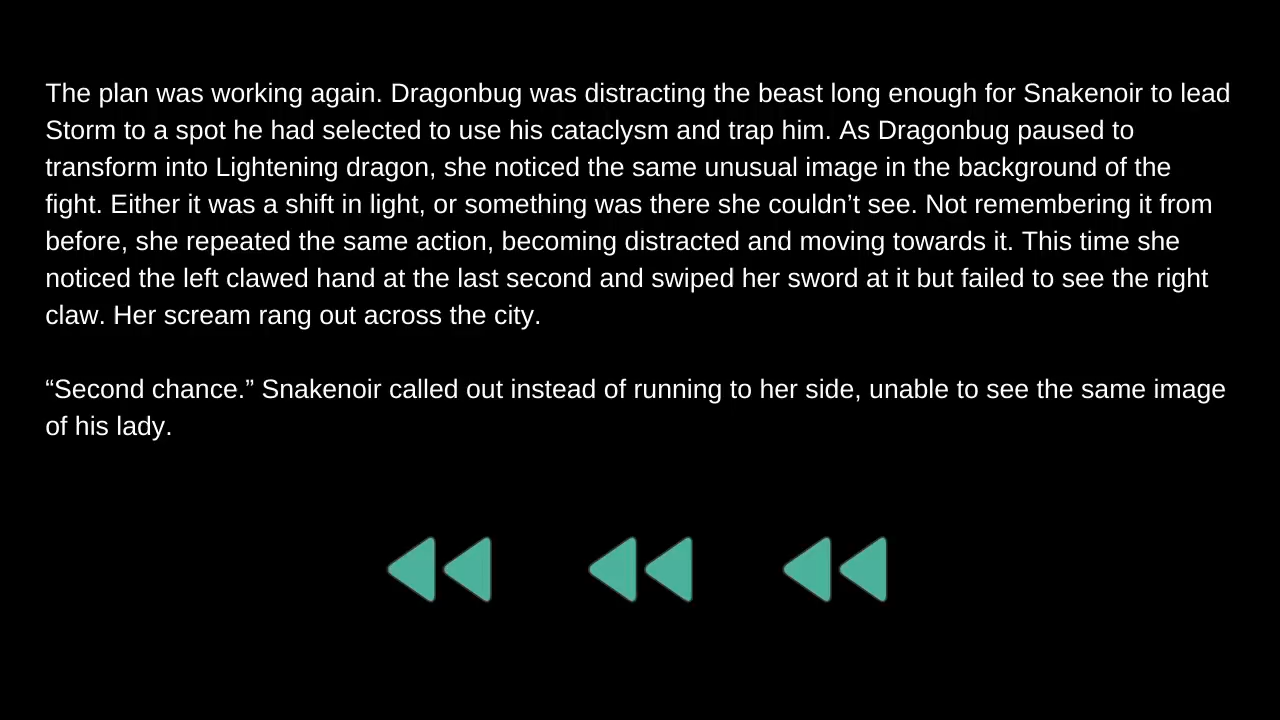 The plan was working again. Dragonbug was distracting the beast long enough for Snakenoir to lead
Storm to a spot he had selected to use his cataclysm and trap him. As Dragonbug paused to
transform into Lightening dragon, she noticed the same unusual image in the background of the
fight. Either it was a shift in light, or something was there she couldn’t see. Not remembering it from
before, she repeated the same action, becoming distracted and moving towards it. This time she
noticed the left clawed hand at the last second and swiped her sword at it but failed to see the right
claw. Her scream rang out across the city.
“Second chance.” Snakenoir called out instead of running to her side, unable to see the same image
of his lady.